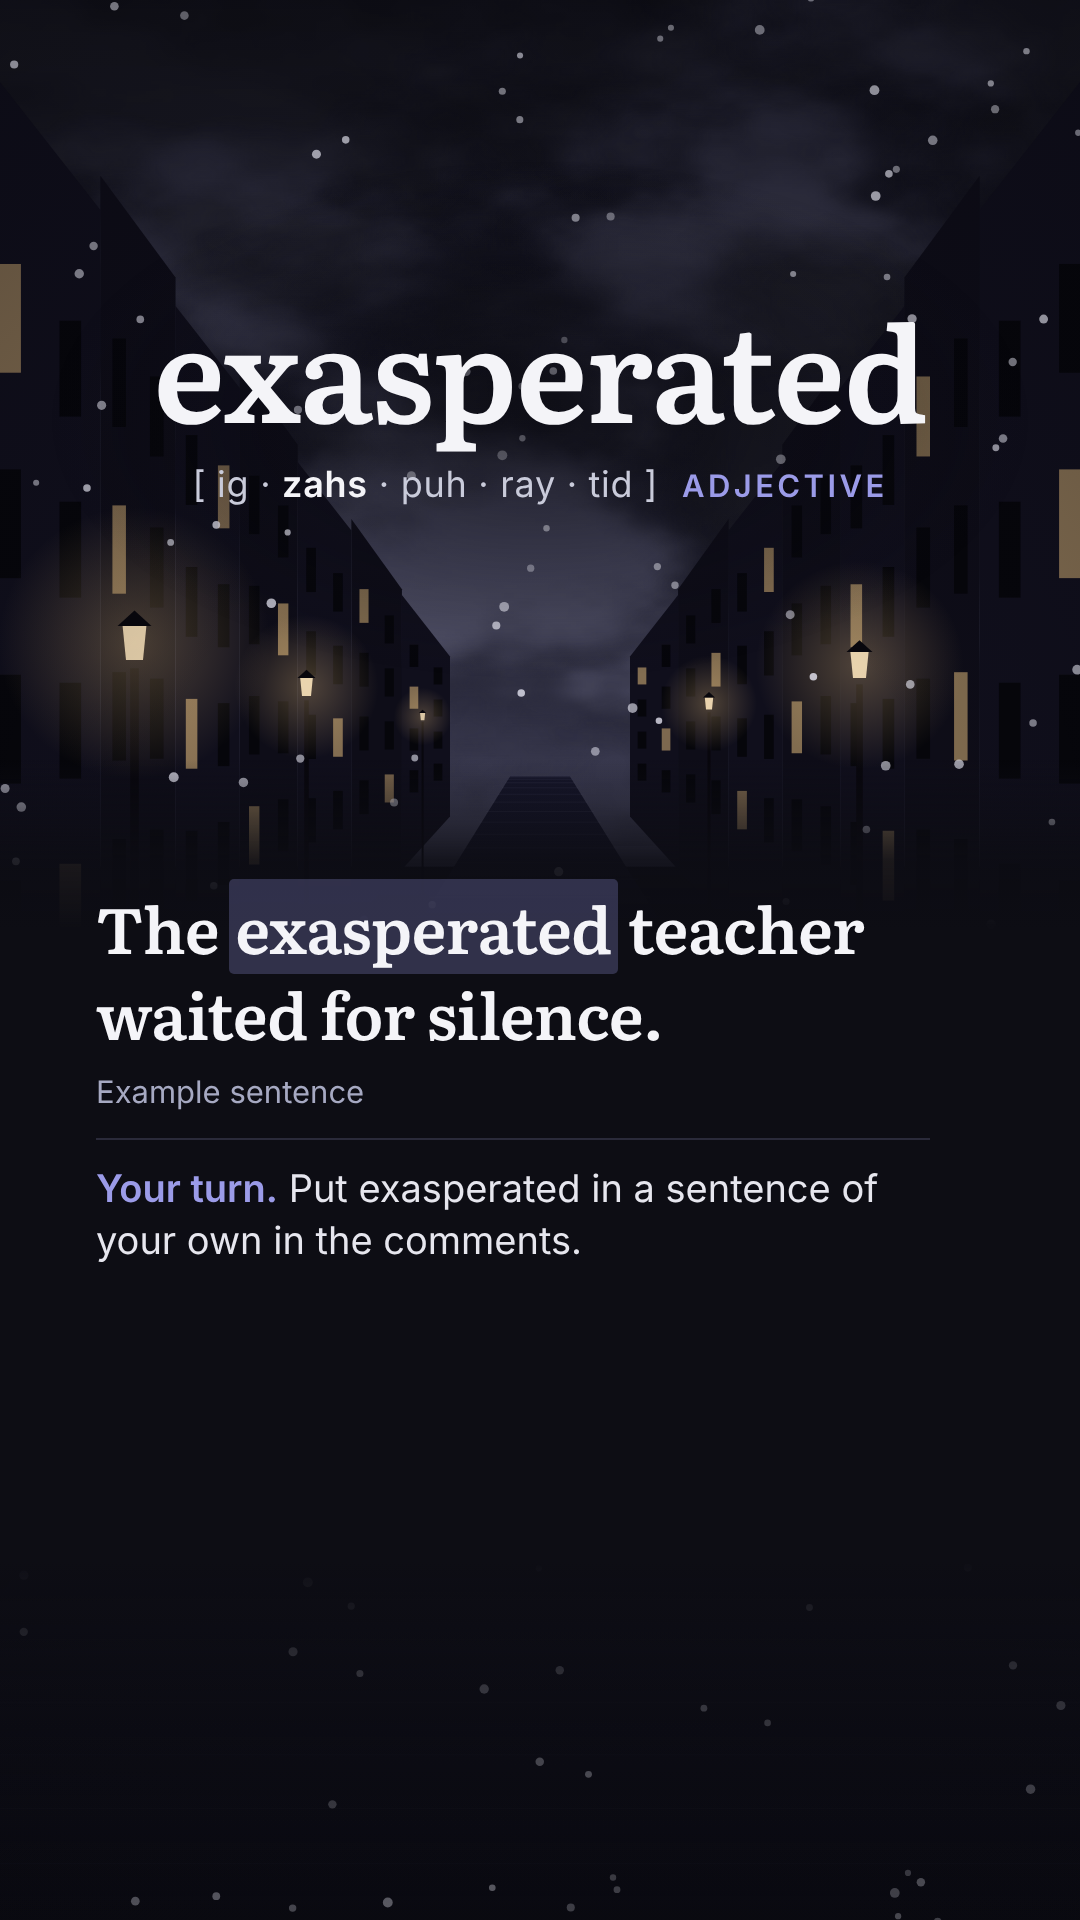 exasperated
[ ig · zahs · puh · ray · tid ] ADJECTIVE
The exasperated teacher
waited for silence.
Example sentence
Your turn. Put exasperated in a sentence of
your own in the comments.